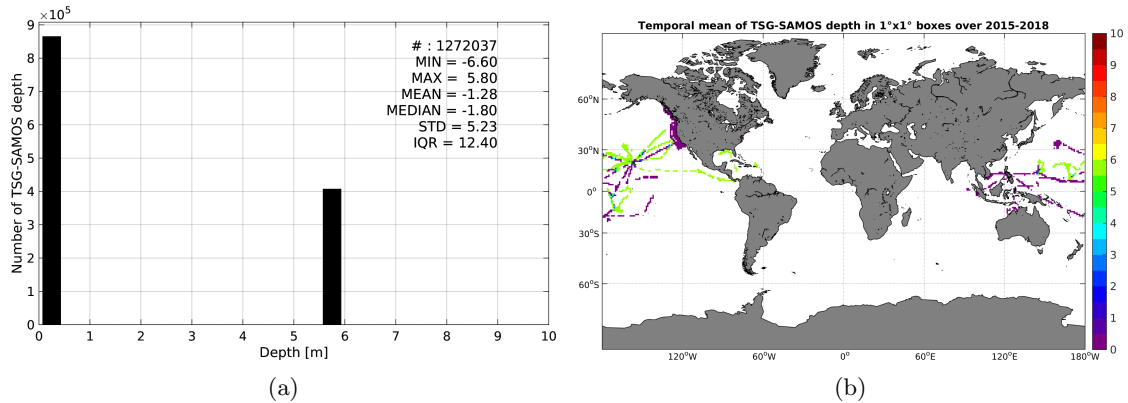 ×10⁵
9
8
7
6
5
4
3
2
1
0
Number of TSG-SAMOS depth
# : 1272037
MIN = -6.60
MAX = 5.80
MEAN = -1.28
MEDIAN = -1.80
STD = 5.23
IQR = 12.40
0 1 2 3 4 5 6 7 8 9 10
Depth [m]
(a)
Temporal mean of TSG-SAMOS depth in 1°x1° boxes over 2015-2018
60°N
30°N
0°
30°S
60°S
120°W 60°W 0° 60°E 120°E 180°W
10
9
8
7
6
5
4
3
2
1
0
(b)